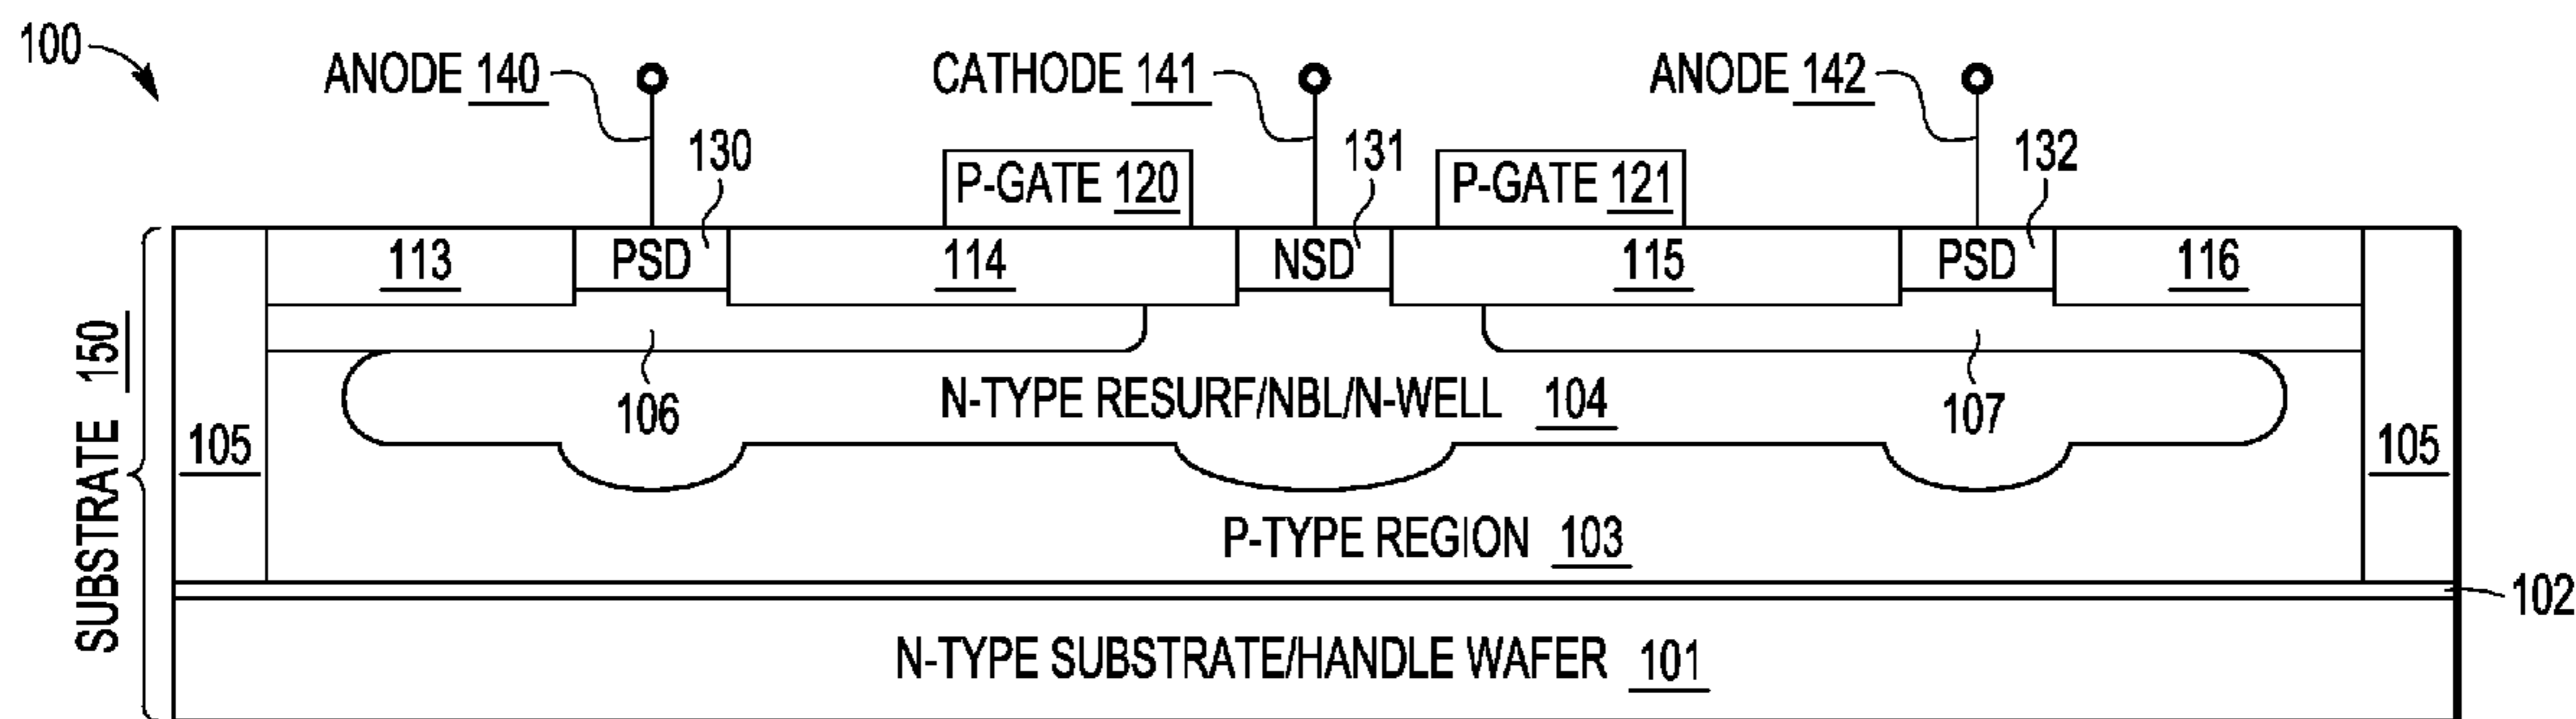 100
ANODE 140
CATHODE 141
ANODE 142
130
131
132
P-GATE 120
P-GATE 121
113
PSD
114
NSD
115
PSD
116
SUBSTRATE 150
105
106
N-TYPE RESURF/NBL/N-WELL 104
107
105
P-TYPE REGION 103
102
N-TYPE SUBSTRATE/HANDLE WAFER 101